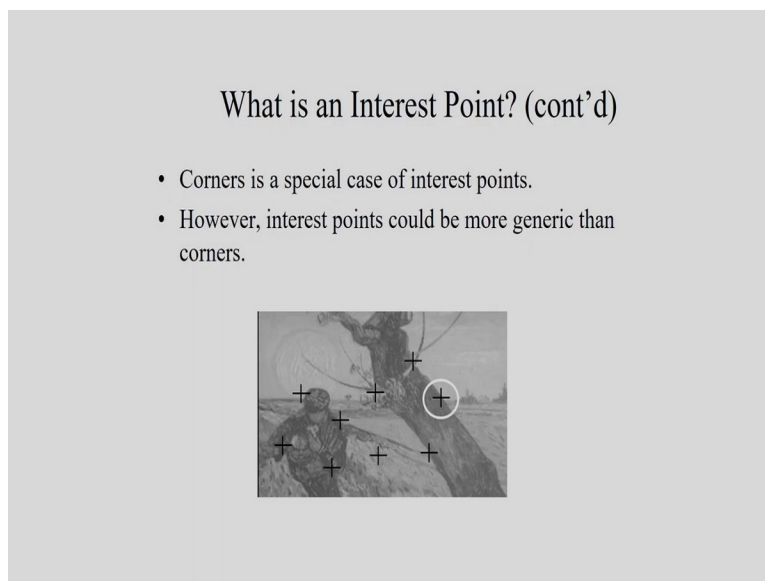 What is an Interest Point? (cont’d)
• Corners is a special case of interest points.
• However, interest points could be more generic than
corners.